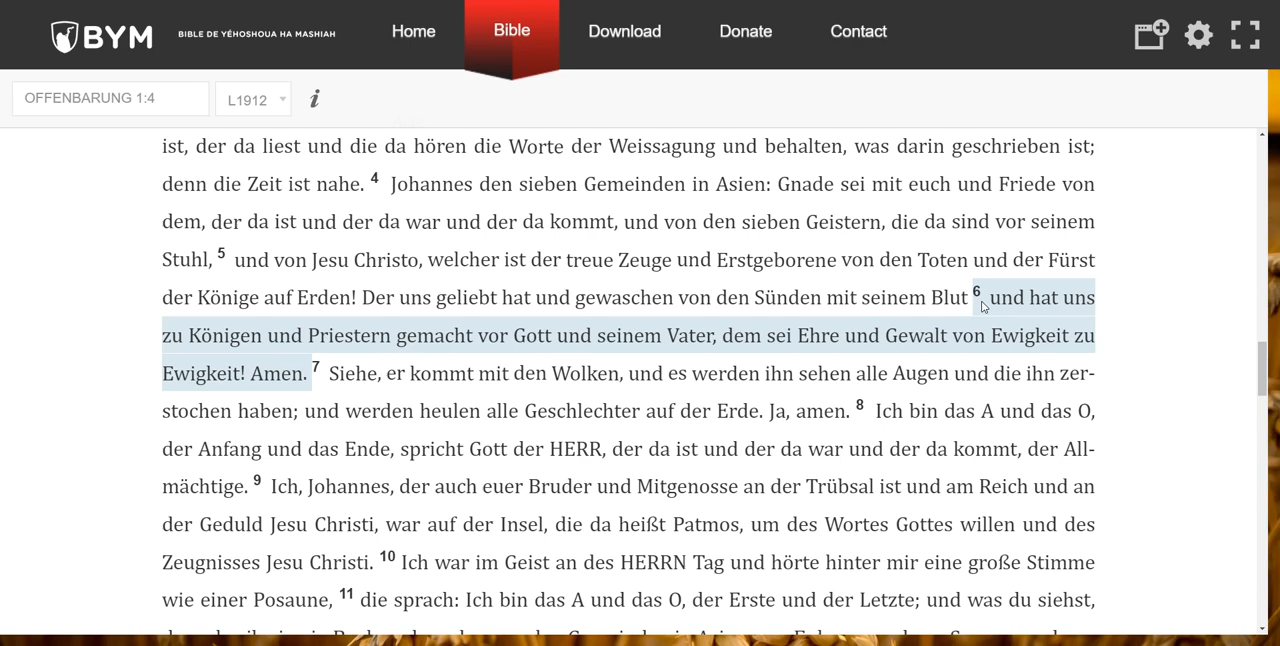 BYM
BIBLE DE YÉHOSHOUA HA MASHIAH
Home
Bible
Download
Donate
Contact
OFFENBARUNG 1:4
L1912
i
ist, der da liest und die da hören die Worte der Weissagung und behalten, was darin geschrieben ist;
denn die Zeit ist nahe. 4 Johannes den sieben Gemeinden in Asien: Gnade sei mit euch und Friede von
dem, der da ist und der da war und der da kommt, und von den sieben Geistern, die da sind vor seinem
Stuhl, 5 und von Jesu Christo, welcher ist der treue Zeuge und Erstgeborene von den Toten und der Fürst
der Könige auf Erden! Der uns geliebt hat und gewaschen von den Sünden mit seinem Blut 6 und hat uns
zu Königen und Priestern gemacht vor Gott und seinem Vater, dem sei Ehre und Gewalt von Ewigkeit zu
Ewigkeit! Amen. 7 Siehe, er kommt mit den Wolken, und es werden ihn sehen alle Augen und die ihn zer-
stochen haben; und werden heulen alle Geschlechter auf der Erde. Ja, amen. 8 Ich bin das A und das O,
der Anfang und das Ende, spricht Gott der HERR, der da ist und der da war und der da kommt, der All-
mächtige. 9 Ich, Johannes, der auch euer Bruder und Mitgenosse an der Trübsal ist und am Reich und an
der Geduld Jesu Christi, war auf der Insel, die da heißt Patmos, um des Wortes Gottes willen und des
Zeugnisses Jesu Christi. 10 Ich war im Geist an des HERRN Tag und hörte hinter mir eine große Stimme
wie einer Posaune, 11 die sprach: Ich bin das A und das O, der Erste und der Letzte; und was du siehst,